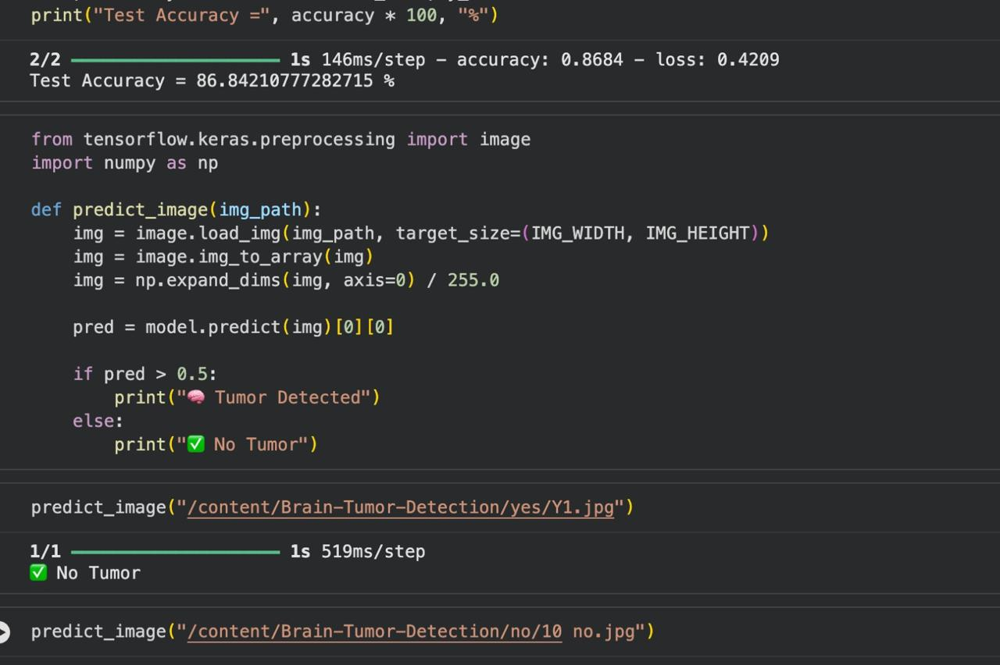 print("Test Accuracy =", accuracy * 100, "%")
2/2 1s 146ms/step - accuracy: 0.8684 - loss: 0.4209
Test Accuracy = 86.84210777282715 %
from tensorflow.keras.preprocessing import image
import numpy as np
def predict_image(img_path):
    img = image.load_img(img_path, target_size=(IMG_WIDTH, IMG_HEIGHT))
    img = image.img_to_array(img)
    img = np.expand_dims(img, axis=0) / 255.0
    pred = model.predict(img)[0][0]
    if pred > 0.5:
        print("🧠 Tumor Detected")
    else:
        print("✅ No Tumor")
predict_image("/content/Brain-Tumor-Detection/yes/Y1.jpg")
1/1 1s 519ms/step
✅ No Tumor
predict_image("/content/Brain-Tumor-Detection/no/10 no.jpg")